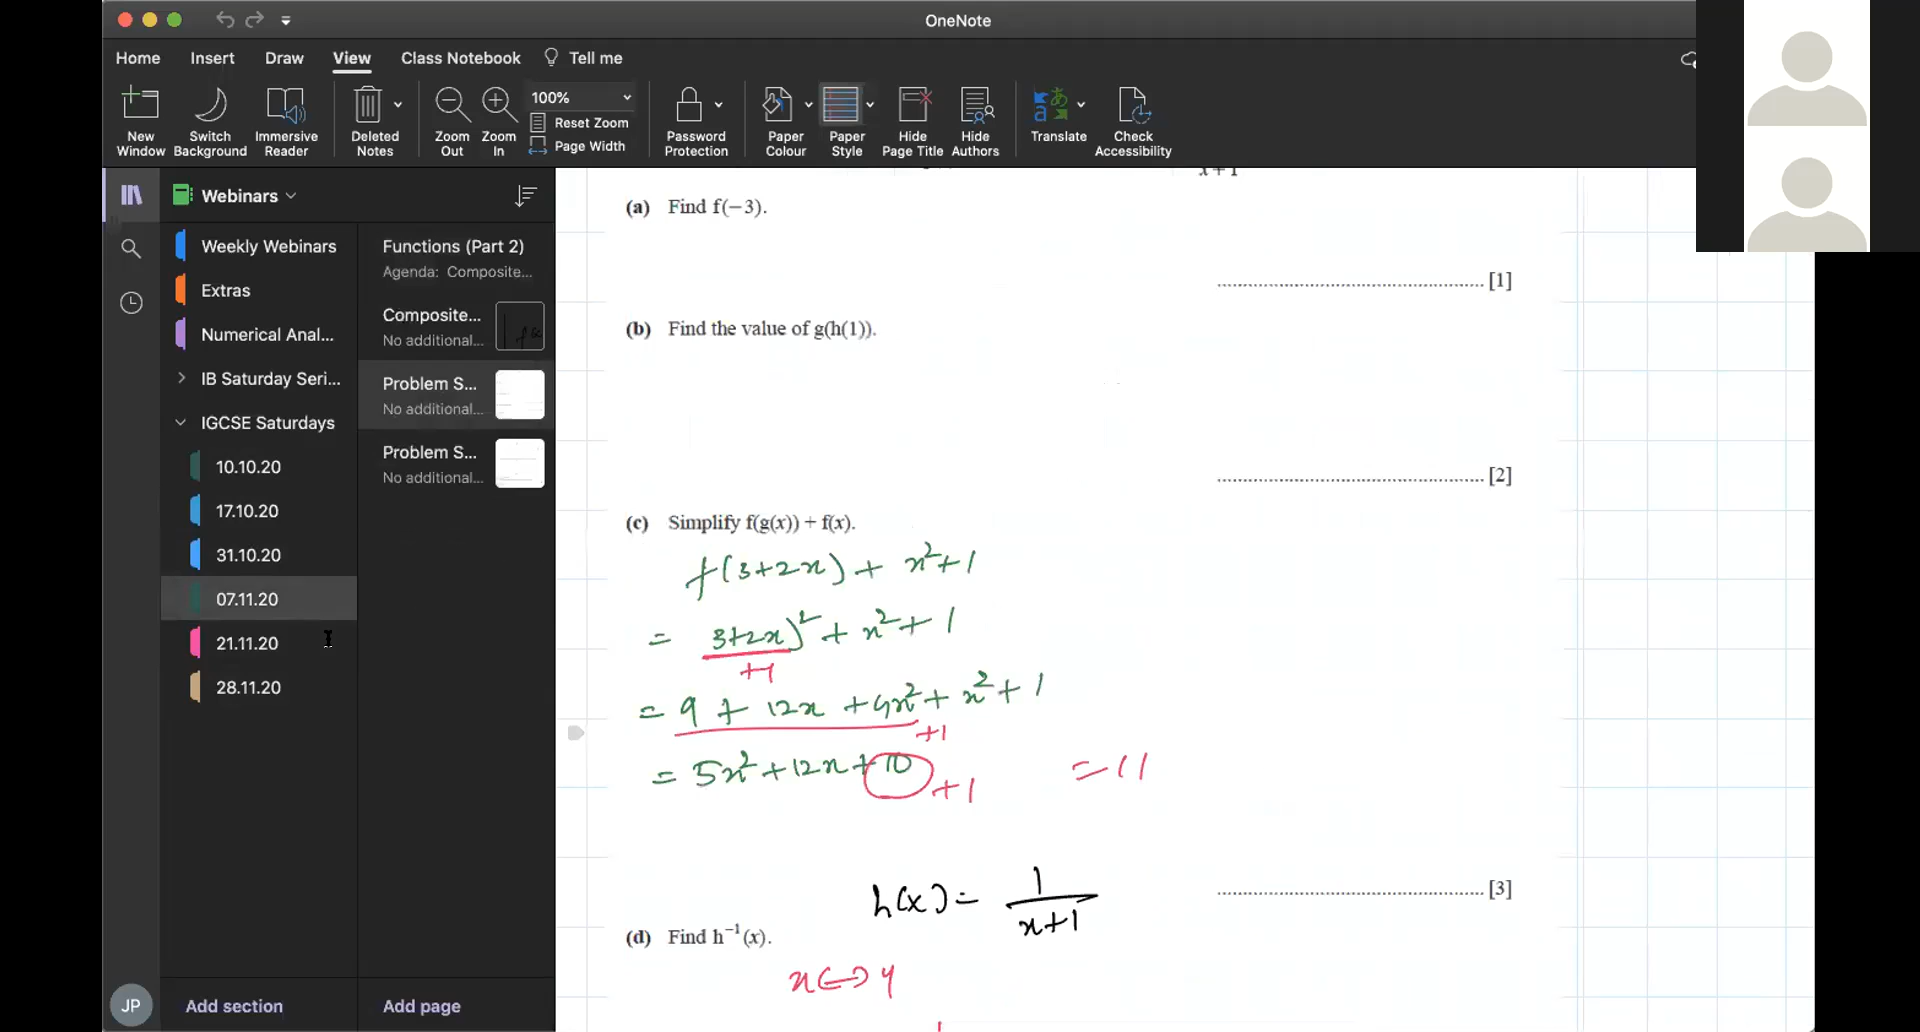 OneNote
Home Insert Draw View Class Notebook Tell me
New Window
Switch Background
Immersive Reader
Deleted Notes
Zoom Out
Zoom In
100%
Reset Zoom
Page Width
Password Protection
Paper Colour
Paper Style
Hide Page Title
Hide Authors
Translate
Check Accessibility
Webinars
Weekly Webinars
Extras
Numerical Anal...
IB Saturday Seri...
IGCSE Saturdays
10.10.20
17.10.20
31.10.20
07.11.20
21.11.20
28.11.20
JP
Add section
Functions (Part 2)
Agenda: Composite...
Composite...
No additional...
Problem S...
No additional...
Problem S...
No additional...
Add page
x+1
(a) Find f(−3).
[1]
(b) Find the value of g(h(1)).
[2]
(c) Simplify f(g(x)) + f(x).
f(3+2x) + x²+1
= 3+2x)² + x² + 1
+1
= 9 + 12x + 4x² + x² + 1
+1
= 5x² + 12x + 10 +1 = 11
h(x) = 1/(x+1)
[3]
(d) Find h⁻¹(x).
x ↔ y